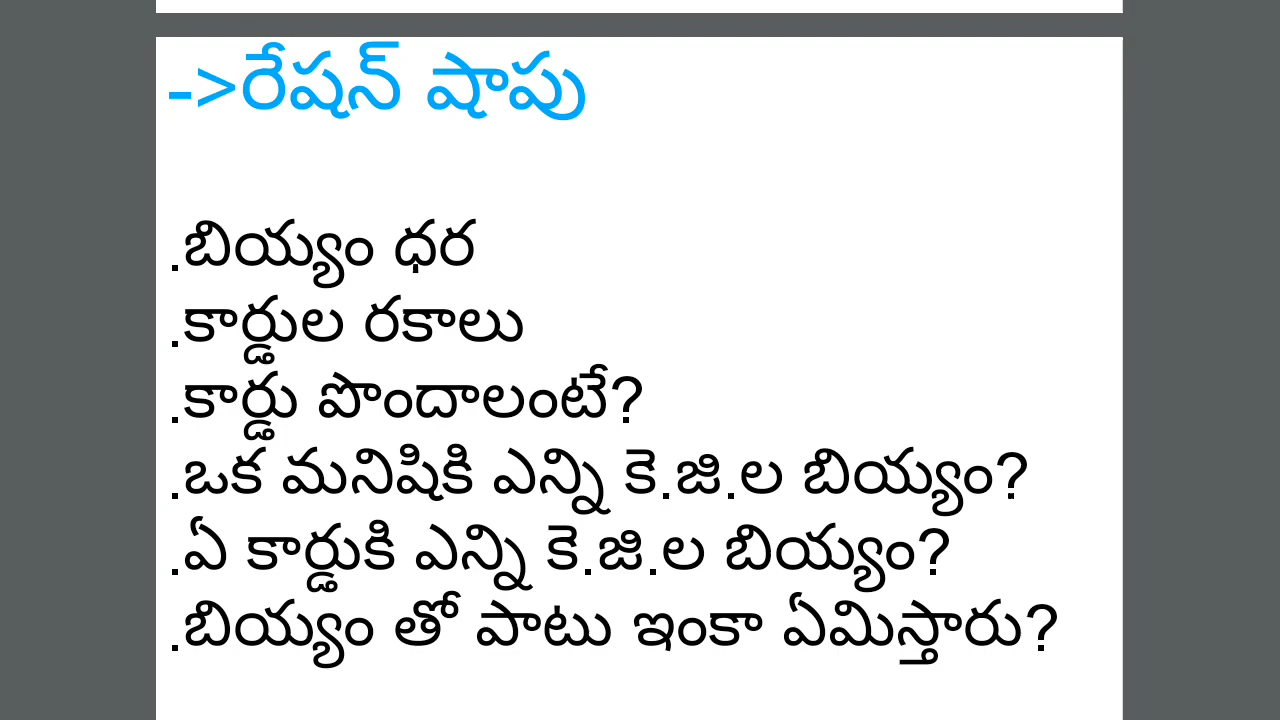 ->రేషన్ షాపు
.బియ్యం ధర
.కార్డుల రకాలు
.కార్డు పొందాలంటే?
.ఒక మనిషికి ఎన్ని కె.జి.ల బియ్యం?
.ఏ కార్డుకి ఎన్ని కె.జి.ల బియ్యం?
.బియ్యం తో పాటు ఇంకా ఏమిస్తారు?